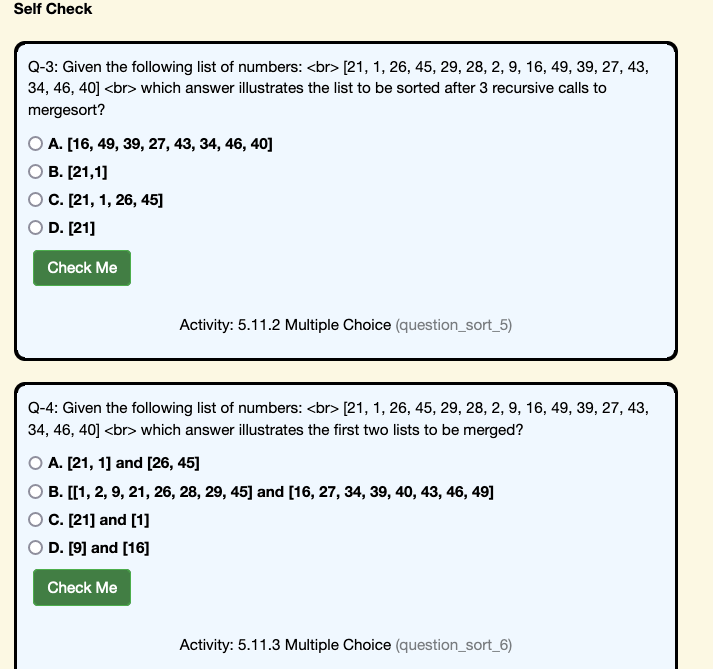 Self Check
Q-3: Given the following list of numbers: <br> [21, 1, 26, 45, 29, 28, 2, 9, 16, 49, 39, 27, 43,
34, 46, 40] <br> which answer illustrates the list to be sorted after 3 recursive calls to
mergesort?
A. [16, 49, 39, 27, 43, 34, 46, 40]
B. [21,1]
C. [21, 1, 26, 45]
D. [21]
Check Me
Activity: 5.11.2 Multiple Choice (question_sort_5)
Q-4: Given the following list of numbers: <br> [21, 1, 26, 45, 29, 28, 2, 9, 16, 49, 39, 27, 43,
34, 46, 40] <br> which answer illustrates the first two lists to be merged?
A. [21, 1] and [26, 45]
B. [[1, 2, 9, 21, 26, 28, 29, 45] and [16, 27, 34, 39, 40, 43, 46, 49]
C. [21] and [1]
D. [9] and [16]
Check Me
Activity: 5.11.3 Multiple Choice (question_sort_6)